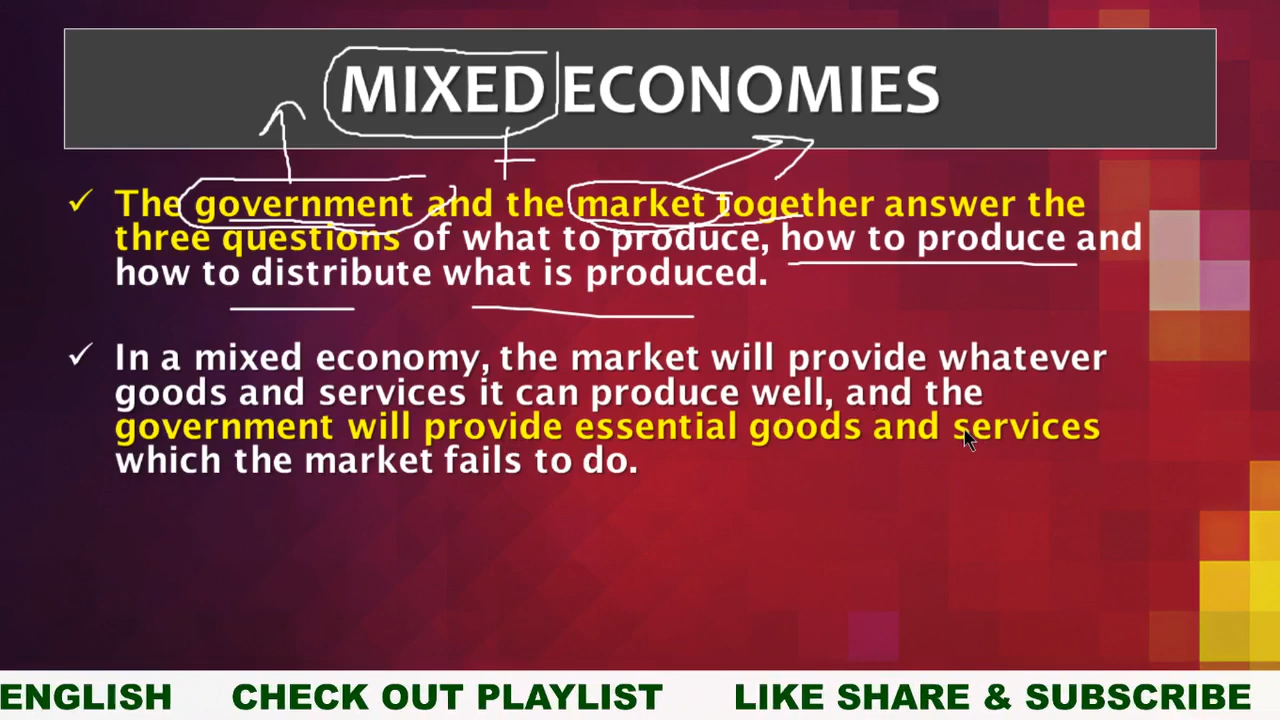 MIXED ECONOMIES
✓ The government and the market together answer the
three questions of what to produce, how to produce and
how to distribute what is produced.
✓ In a mixed economy, the market will provide whatever
goods and services it can produce well, and the
government will provide essential goods and services
which the market fails to do.
ENGLISH CHECK OUT PLAYLIST LIKE SHARE & SUBSCRIBE